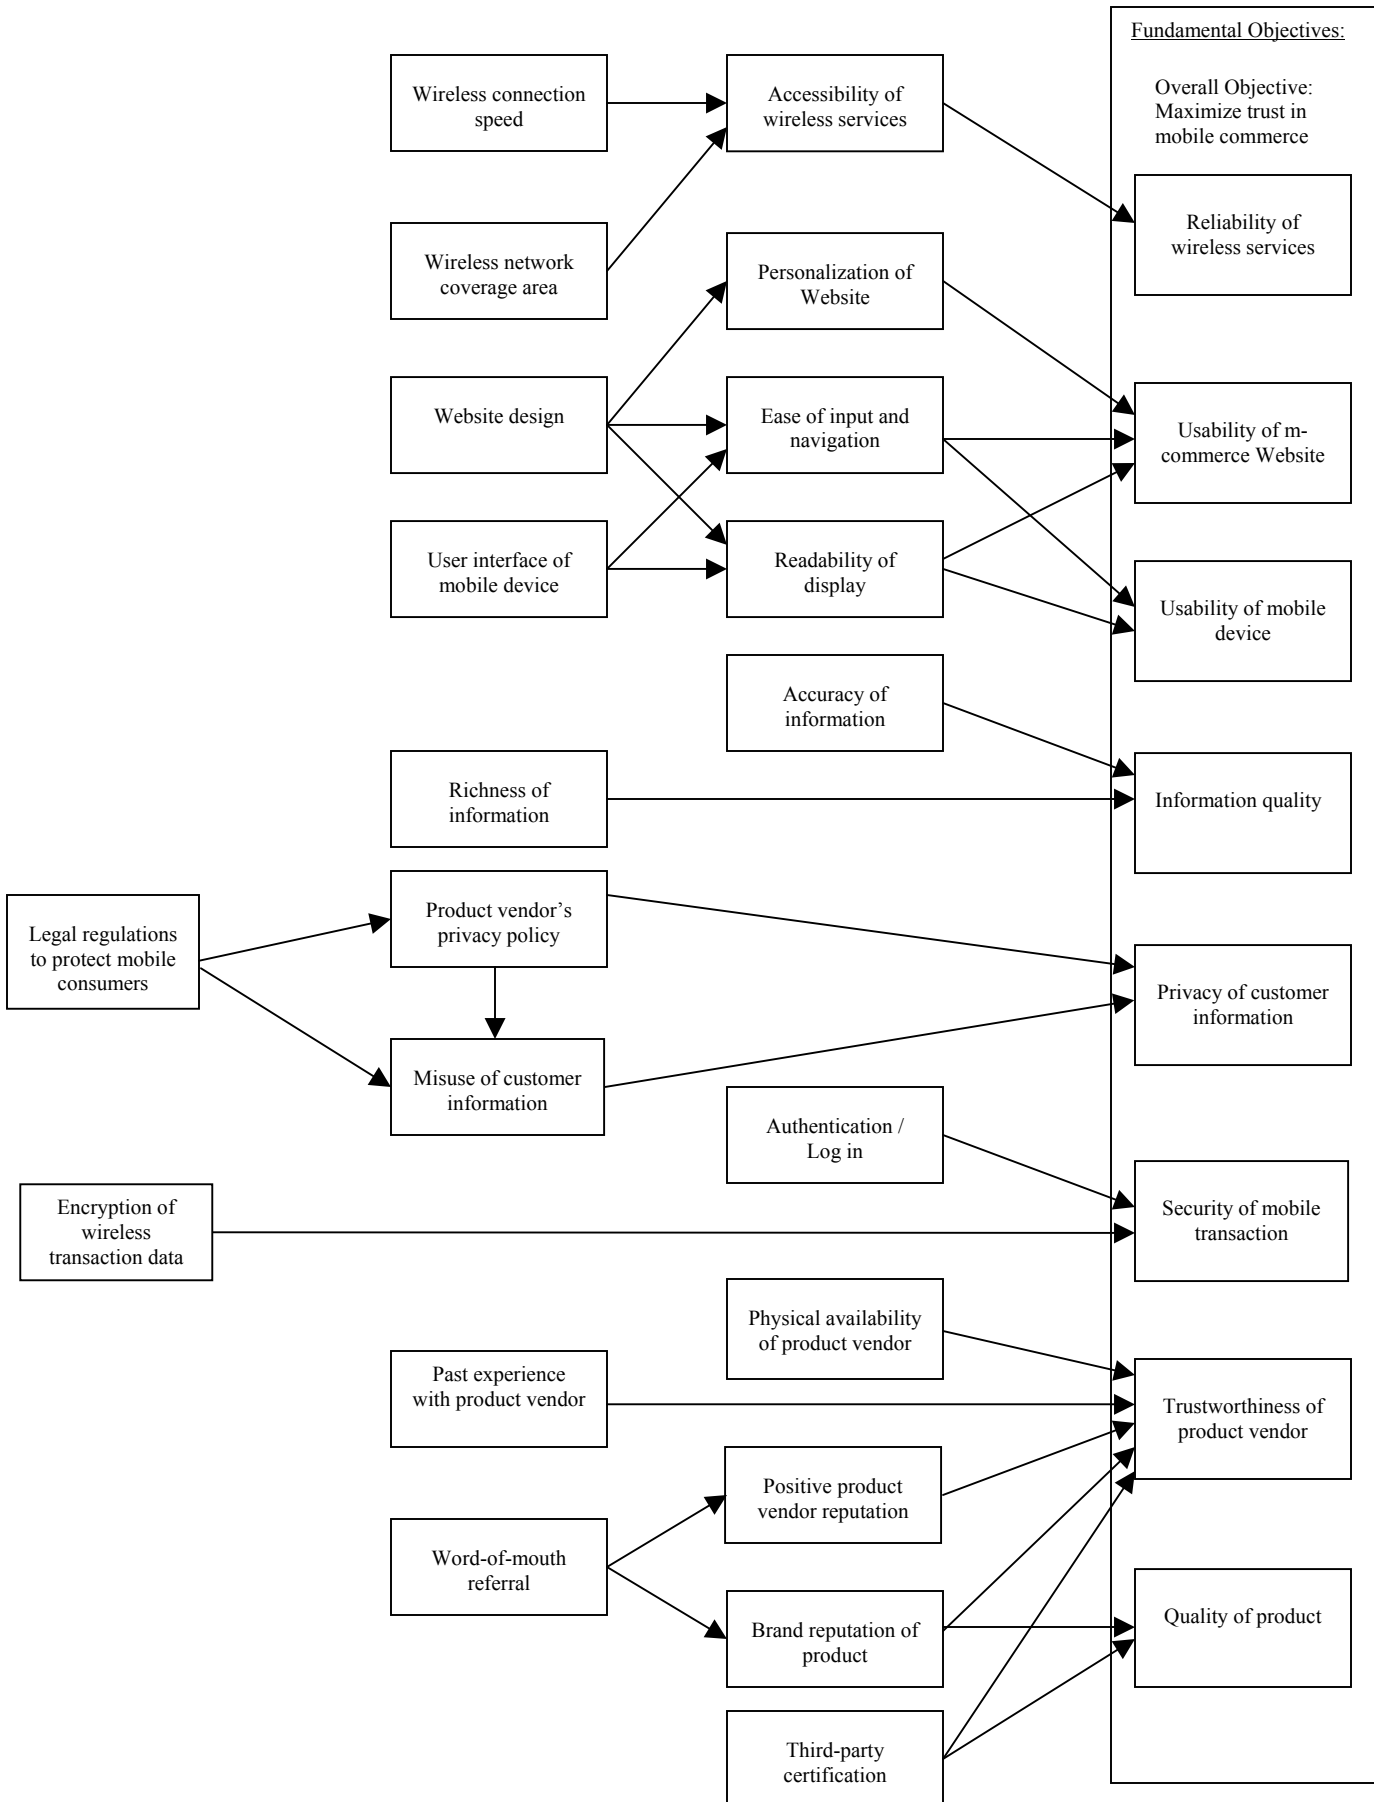 Fundamental Objectives:
Overall Objective:
Maximize trust in
mobile commerce
Wireless connection
speed
Accessibility of
wireless services
Reliability of
wireless services
Wireless network
coverage area
Personalization of
Website
Website design
Ease of input and
navigation
Usability of m-
commerce Website
User interface of
mobile device
Readability of
display
Usability of mobile
device
Accuracy of
information
Richness of
information
Information quality
Legal regulations
to protect mobile
consumers
Product vendor’s
privacy policy
Privacy of customer
information
Misuse of customer
information
Authentication /
Log in
Encryption of
wireless
transaction data
Security of mobile
transaction
Physical availability
of product vendor
Past experience
with product vendor
Trustworthiness of
product vendor
Positive product
vendor reputation
Word-of-mouth
referral
Brand reputation of
product
Quality of product
Third-party
certification